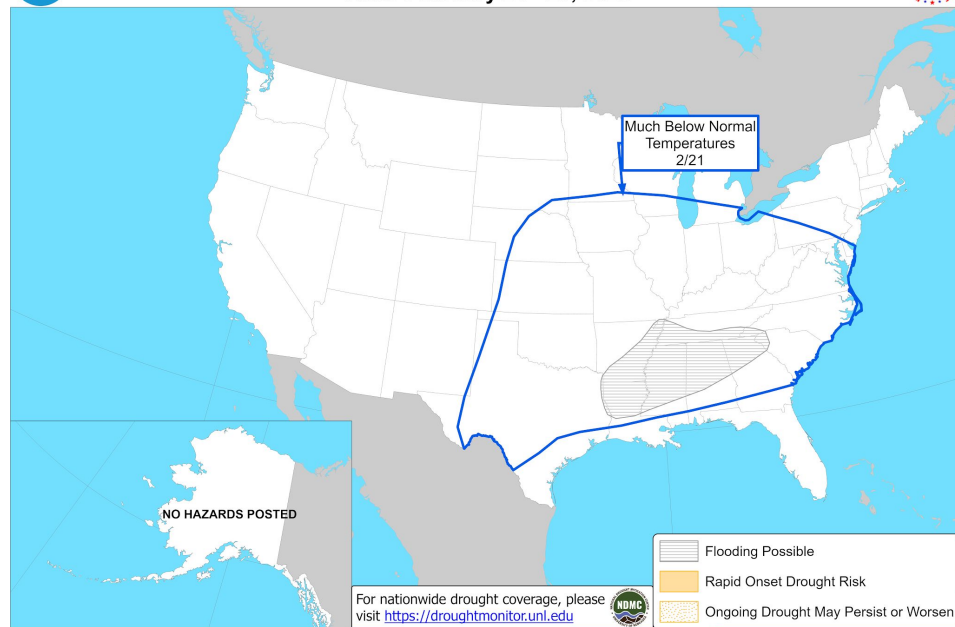 Much Below Normal
Temperatures
2/21
NO HAZARDS POSTED
For nationwide drought coverage, please
visit https://droughtmonitor.unl.edu
NDMC
Flooding Possible
Rapid Onset Drought Risk
Ongoing Drought May Persist or Worsen